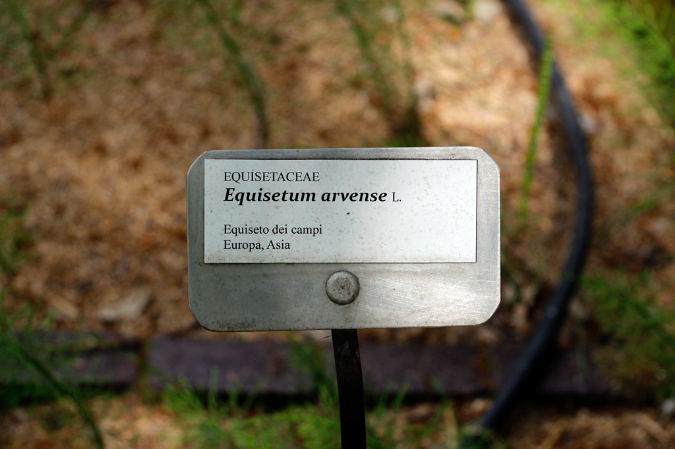 EQUISETACEAE
Equisetum arvense L.
Equiseto dei campi
Europa, Asia